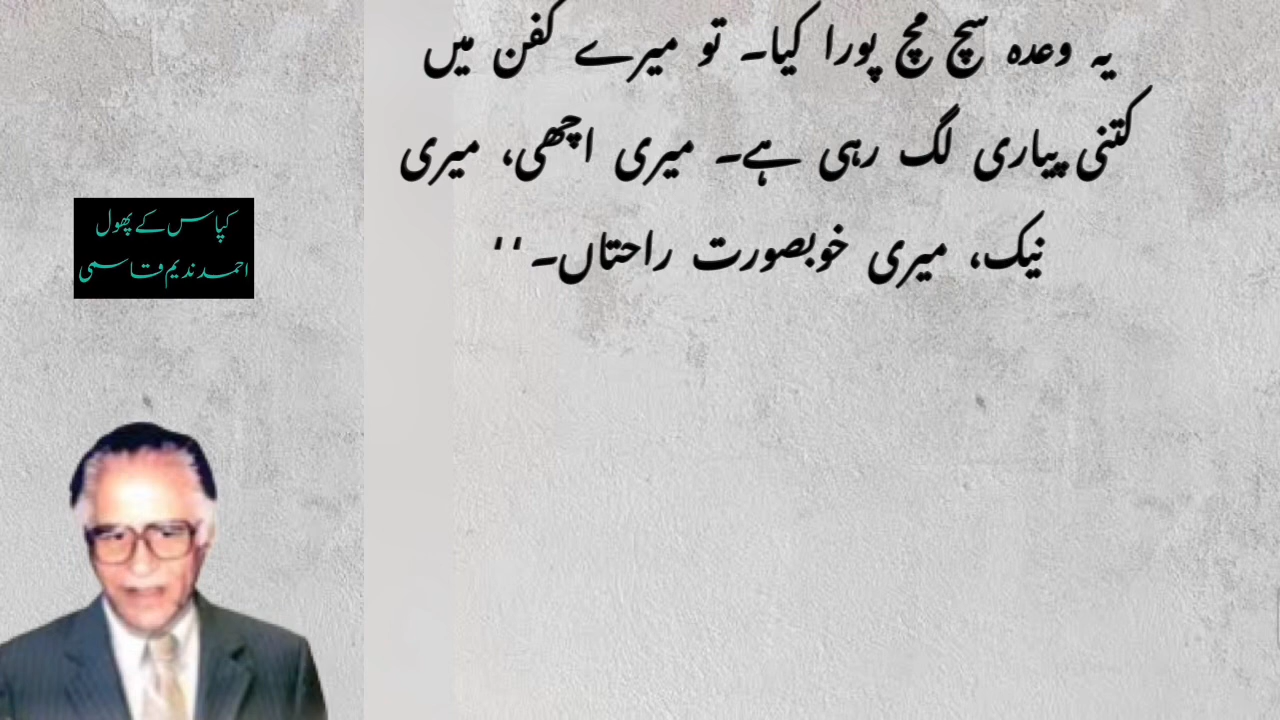 یہ وعدہ سچ مچ پورا کیا۔ تو میرے کفن میں
کتنی پیاری لگ رہی ہے۔ میری اچھی، میری
نیک، میری خوبصورت راحتاں۔''
کپاس کے پھول
احمد ندیم قاسمی